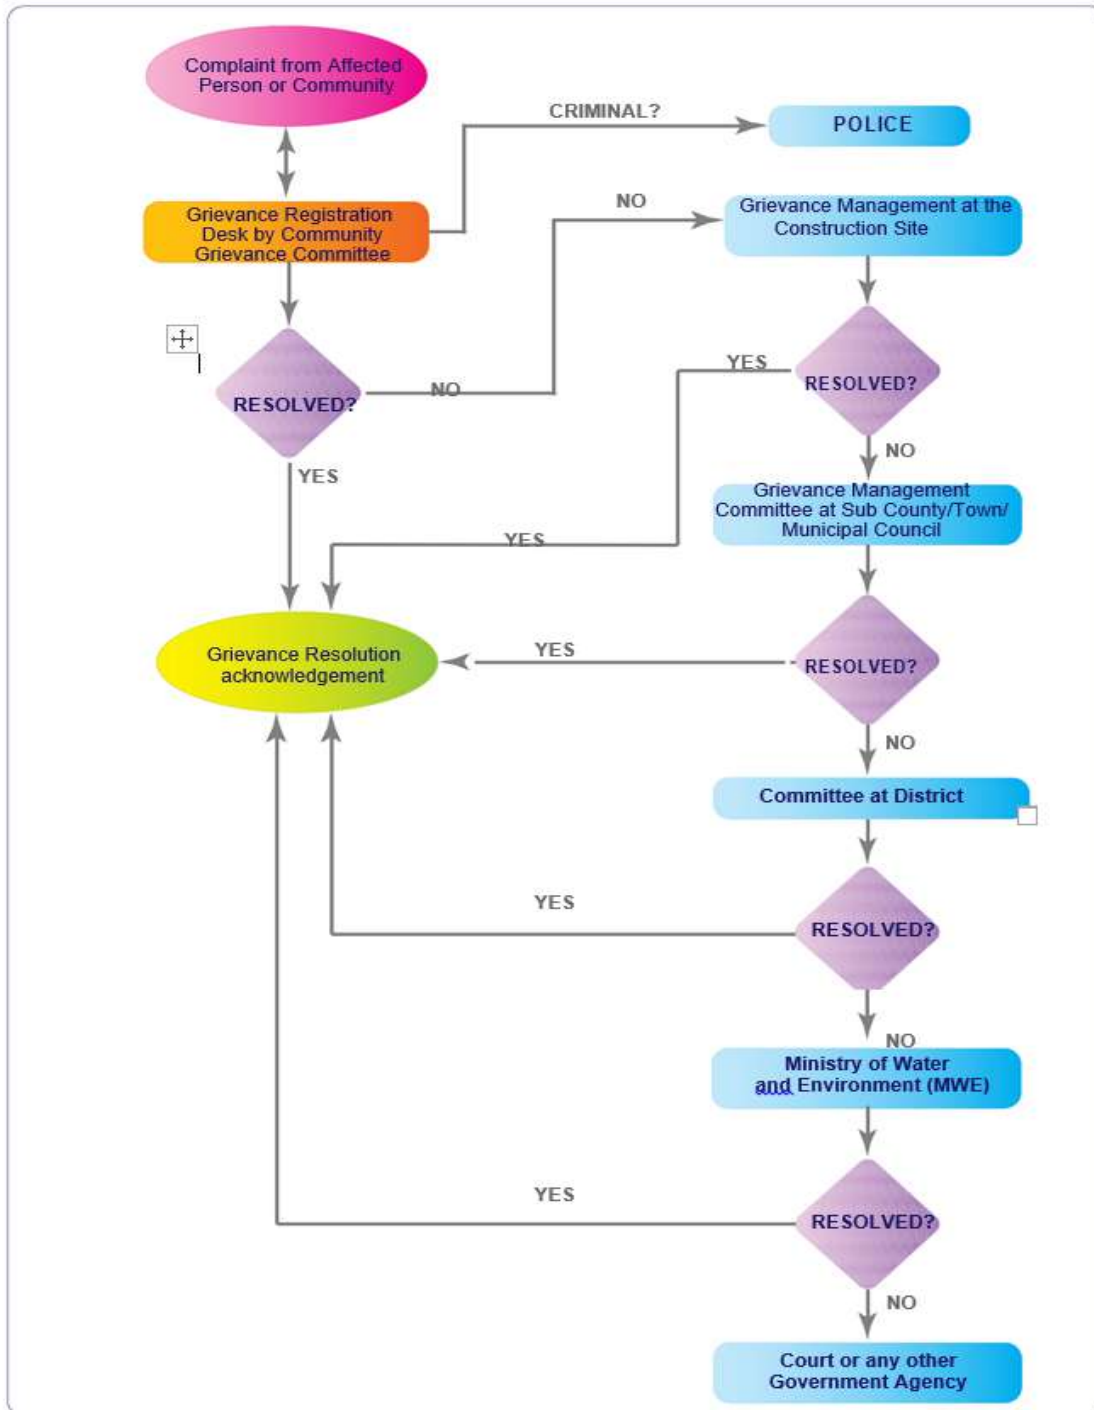 Complaint from Affected
Person or Community
CRIMINAL?
POLICE
Grievance Registration
Desk by Community
Grievance Committee
NO
Grievance Management at the
Construction Site
RESOLVED?
NO
YES
RESOLVED?
YES
NO
Grievance Management
Committee at Sub County/Town/
Municipal Council
YES
Grievance Resolution
acknowledgement
YES
RESOLVED?
NO
Committee at District
YES
RESOLVED?
NO
Ministry of Water
and Environment (MWE)
YES
RESOLVED?
NO
Court or any other
Government Agency